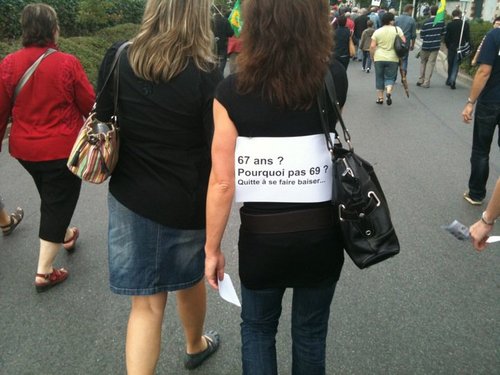 67 ans ?
Pourquoi pas 69 ?
Quitte à se faire baiser...